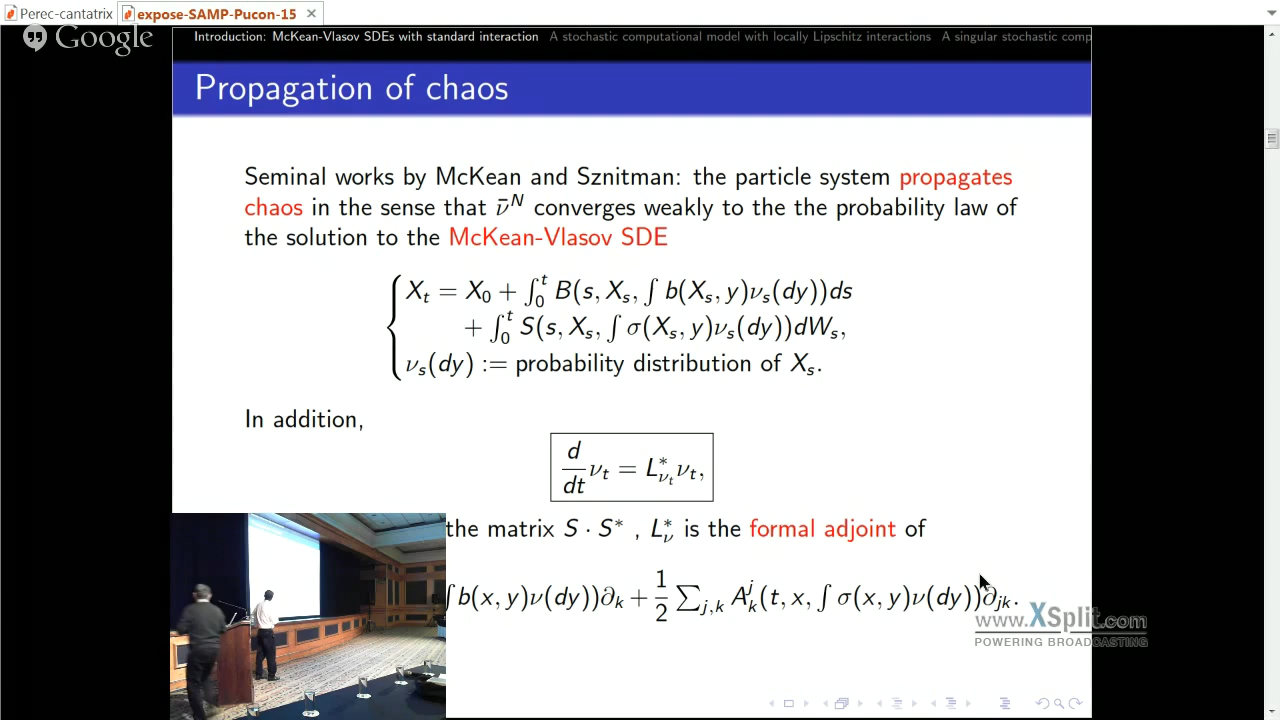 Perec-cantatrix expose-SAMP-Pucon-15
Google
Introduction: McKean-Vlasov SDEs with standard interaction A stochastic computational model with locally Lipschitz interactions A singular stochastic comp
Propagation of chaos
Seminal works by McKean and Sznitman: the particle system propagates
chaos in the sense that ν̄^N converges weakly to the the probability law of
the solution to the McKean-Vlasov SDE
X_t = X_0 + ∫_0^t B(s, X_s, ∫ b(X_s, y)ν_s(dy))ds
+ ∫_0^t S(s, X_s, ∫ σ(X_s, y)ν_s(dy))dW_s,
ν_s(dy) := probability distribution of X_s.
In addition,
d/dt ν_t = L*_{ν_t} ν_t,
the matrix S · S* , L*_ν is the formal adjoint of
∫ b(x, y)ν(dy))∂_k + 1/2 ∑_{j,k} A^j_k(t, x, ∫ σ(x, y)ν(dy))∂_{jk}.
www.XSplit.com
POWERING BROADCASTING